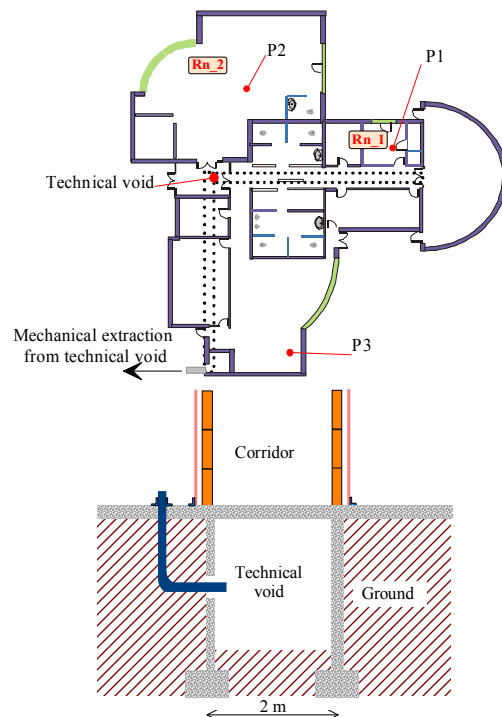 P2
P1
Rn_2
Rn_1
Technical void
Mechanical extraction
from technical void
P3
Corridor
Technical
void
Ground
2 m